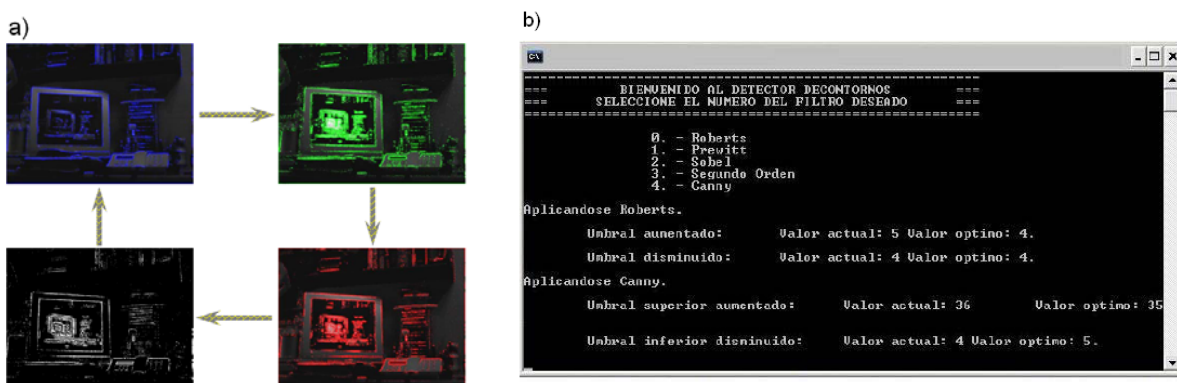 a)
b)
C:\
===============================================
=== BIENVENIDO AL DETECTOR DECONTORNOS ===
=== SELECCIONE EL NUMERO DEL FILTRO DESEADO ===
===============================================
0. - Roberts
1. - Prewitt
2. - Sobel
3. - Segundo Orden
4. - Canny
Aplicandose Roberts.
Umbral aumentado: Valor actual: 5 Valor optimo: 4.
Umbral disminuido: Valor actual: 4 Valor optimo: 4.
Aplicandose Canny.
Umbral superior aumentado: Valor actual: 36 Valor optimo: 35
Umbral inferior disminuido: Valor actual: 4 Valor optimo: 5.